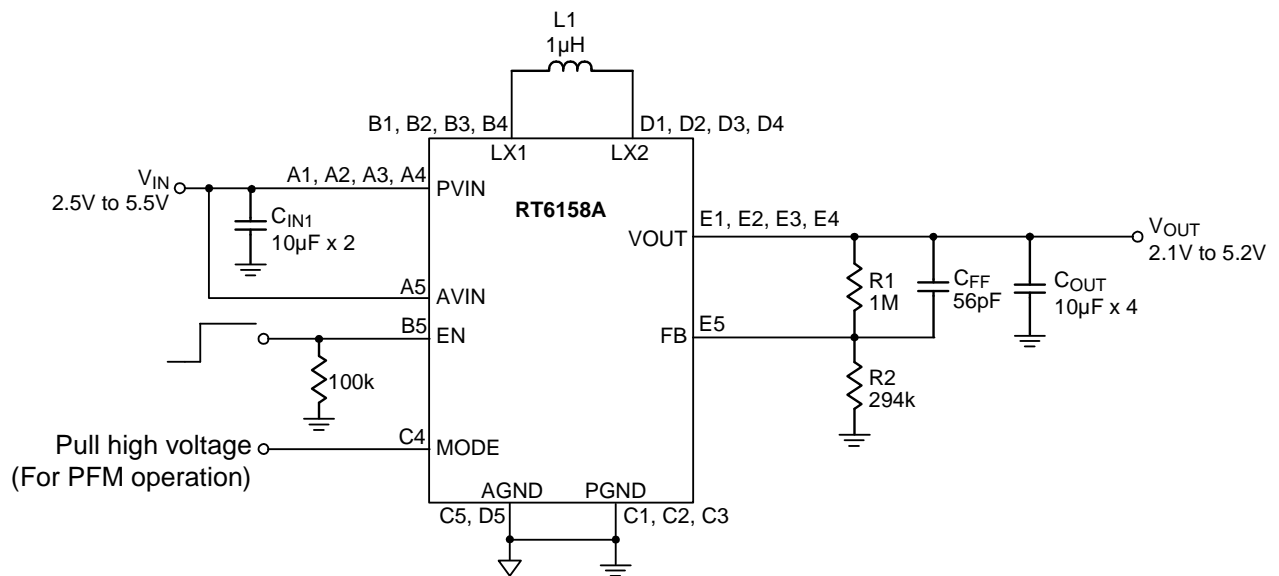 L1
1µH
B1, B2, B3, B4
D1, D2, D3, D4
LX1
LX2
VIN
2.5V to 5.5V
A1, A2, A3, A4
PVIN
CIN1
10µF x 2
RT6158A
VOUT
E1, E2, E3, E4
VOUT
2.1V to 5.2V
R1
1M
CFF
56pF
COUT
10µF x 4
A5
AVIN
B5
EN
FB
E5
100k
R2
294k
Pull high voltage
(For PFM operation)
C4
MODE
AGND
PGND
C5, D5
C1, C2, C3